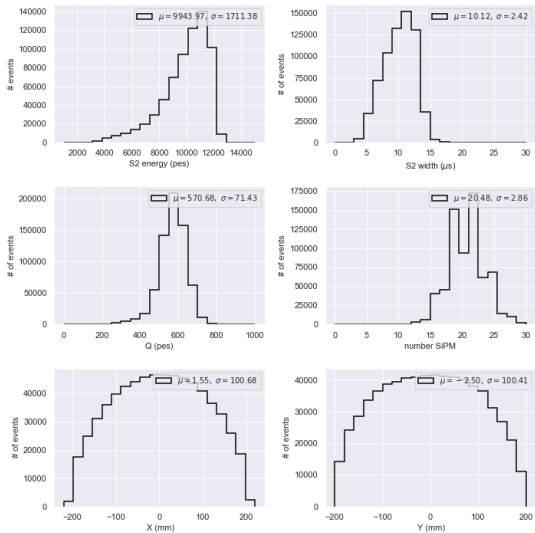 μ = 9943.97, σ = 1711.38
140000
120000
100000
80000
60000
40000
20000
0
# of events
2000 4000 6000 8000 10000 12000 14000
S2 energy (pes)
μ = 10.12, σ = 2.42
150000
125000
100000
75000
50000
25000
0
# of events
0 5 10 15 20 25 30
S2 width (μs)
μ = 570.68, σ = 71.43
200000
150000
100000
50000
0
# of events
0 200 400 600 800 1000
Q (pes)
μ = 20.48, σ = 2.86
175000
150000
125000
100000
75000
50000
25000
0
# of events
0 5 10 15 20 25 30
number SiPM
μ = 1.55, σ = 100.68
40000
30000
20000
10000
0
# of events
−200 −100 0 100 200
X (mm)
μ = −2.50, σ = 100.41
40000
30000
20000
10000
0
# of events
−200 −100 0 100 200
Y (mm)